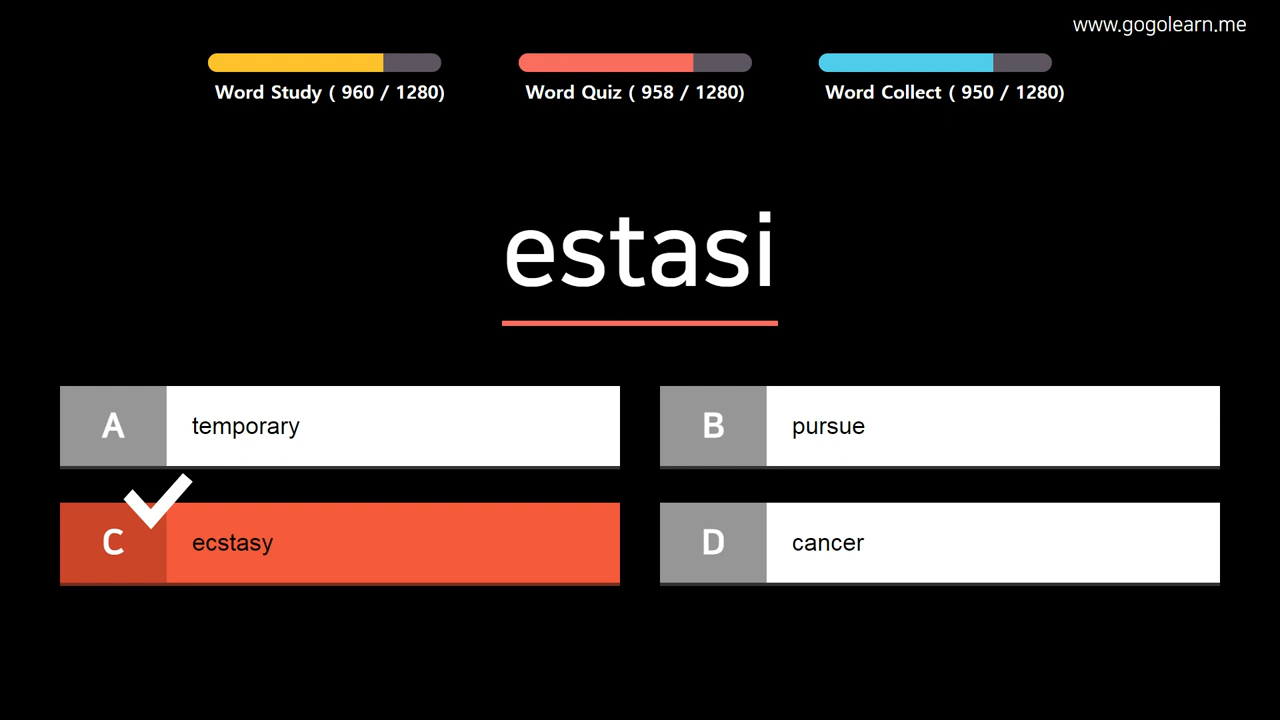 www.gogolearn.me
Word Study ( 960 / 1280)
Word Quiz ( 958 / 1280)
Word Collect ( 950 / 1280)
estasi
A temporary
B pursue
C ecstasy
D cancer